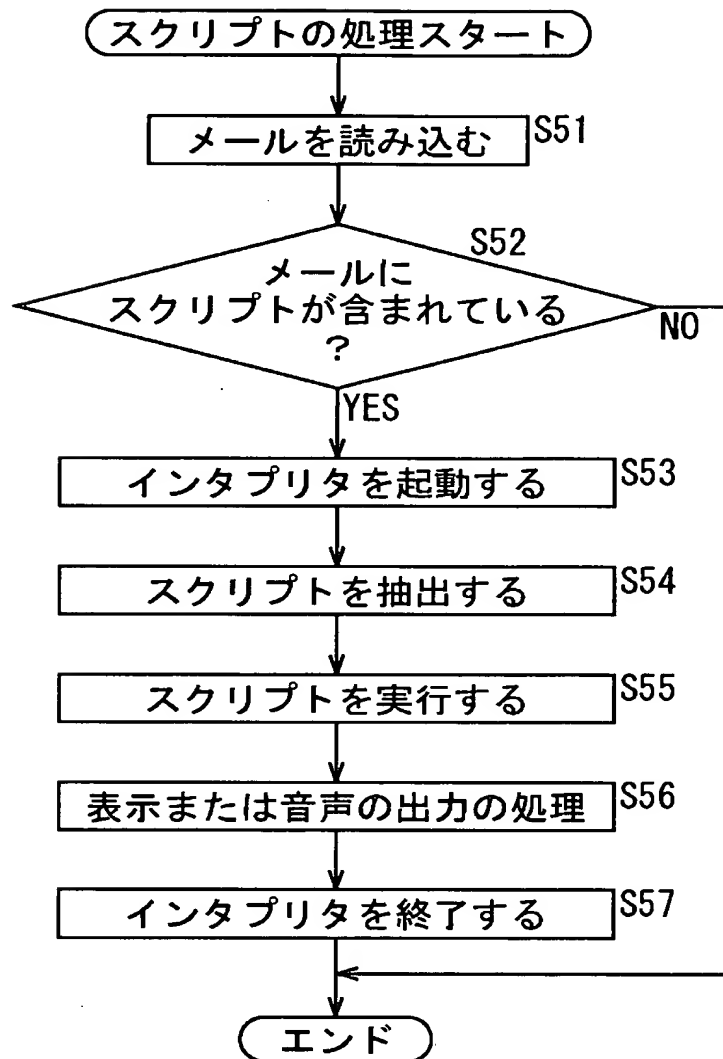 スクリプトの処理スタート
メールを読み込む
S51
S52
メールに
スクリプトが含まれている
?
NO
YES
インタプリタを起動する
S53
スクリプトを抽出する
S54
スクリプトを実行する
S55
表示または音声の出力の処理
S56
インタプリタを終了する
S57
エンド